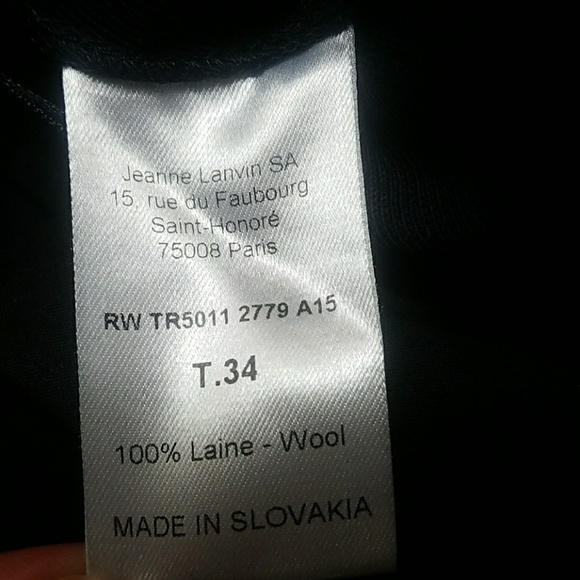 Jeanne Lanvin SA
15, rue du Faubourg
Saint-Honoré
75008 Paris
RW TR5011 2779 A15
T.34
100% Laine - Wool
MADE IN SLOVAKIA